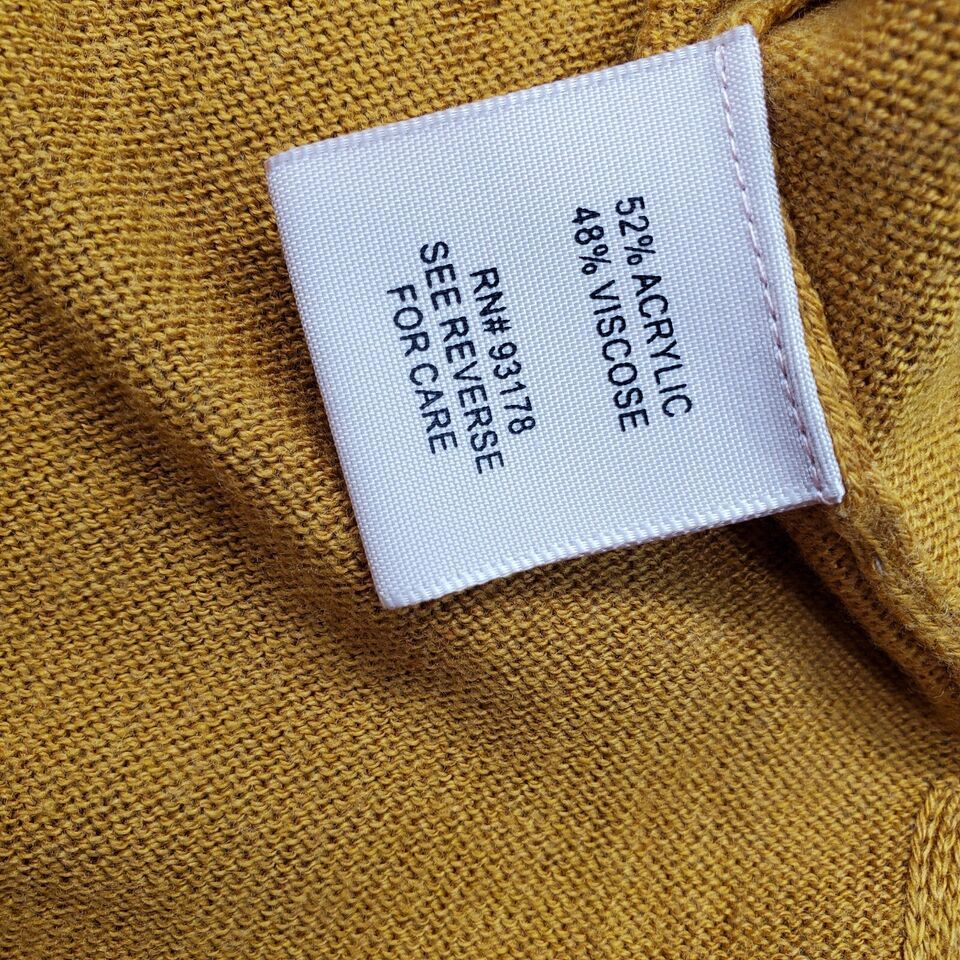 52% ACRYLIC
48% VISCOSE
RN# 93178
SEE REVERSE
FOR CARE